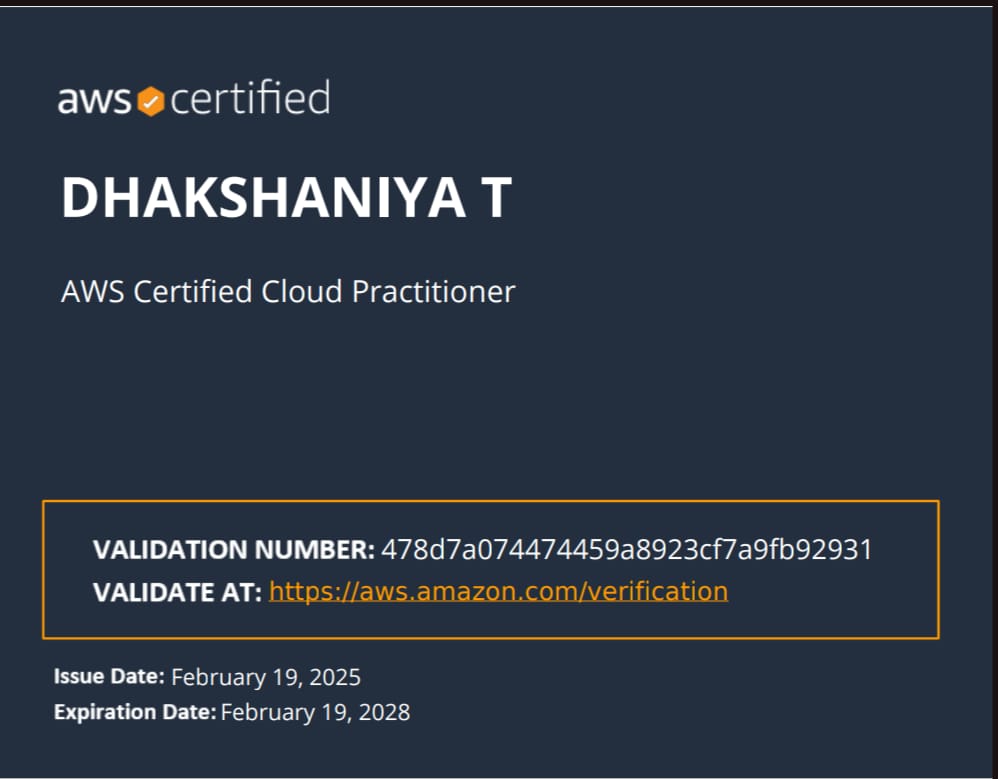 aws certified
DHAKSHANIYA T
AWS Certified Cloud Practitioner
VALIDATION NUMBER: 478d7a074474459a8923cf7a9fb92931
VALIDATE AT: https://aws.amazon.com/verification
Issue Date: February 19, 2025
Expiration Date: February 19, 2028